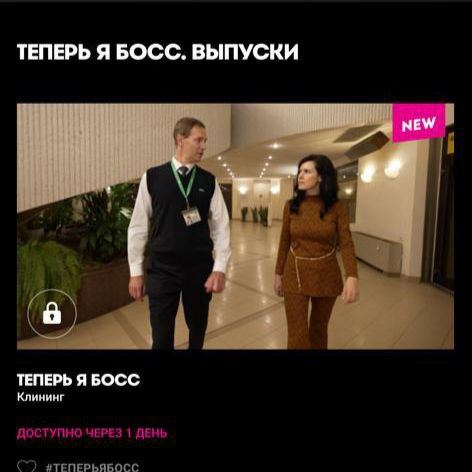 ТЕПЕРЬ Я БОСС. ВЫПУСКИ
NEW
ТЕПЕРЬ Я БОСС
Клининг
ДОСТУПНО ЧЕРЕЗ 1 ДЕНЬ
#ТЕПЕРЬЯБОСС